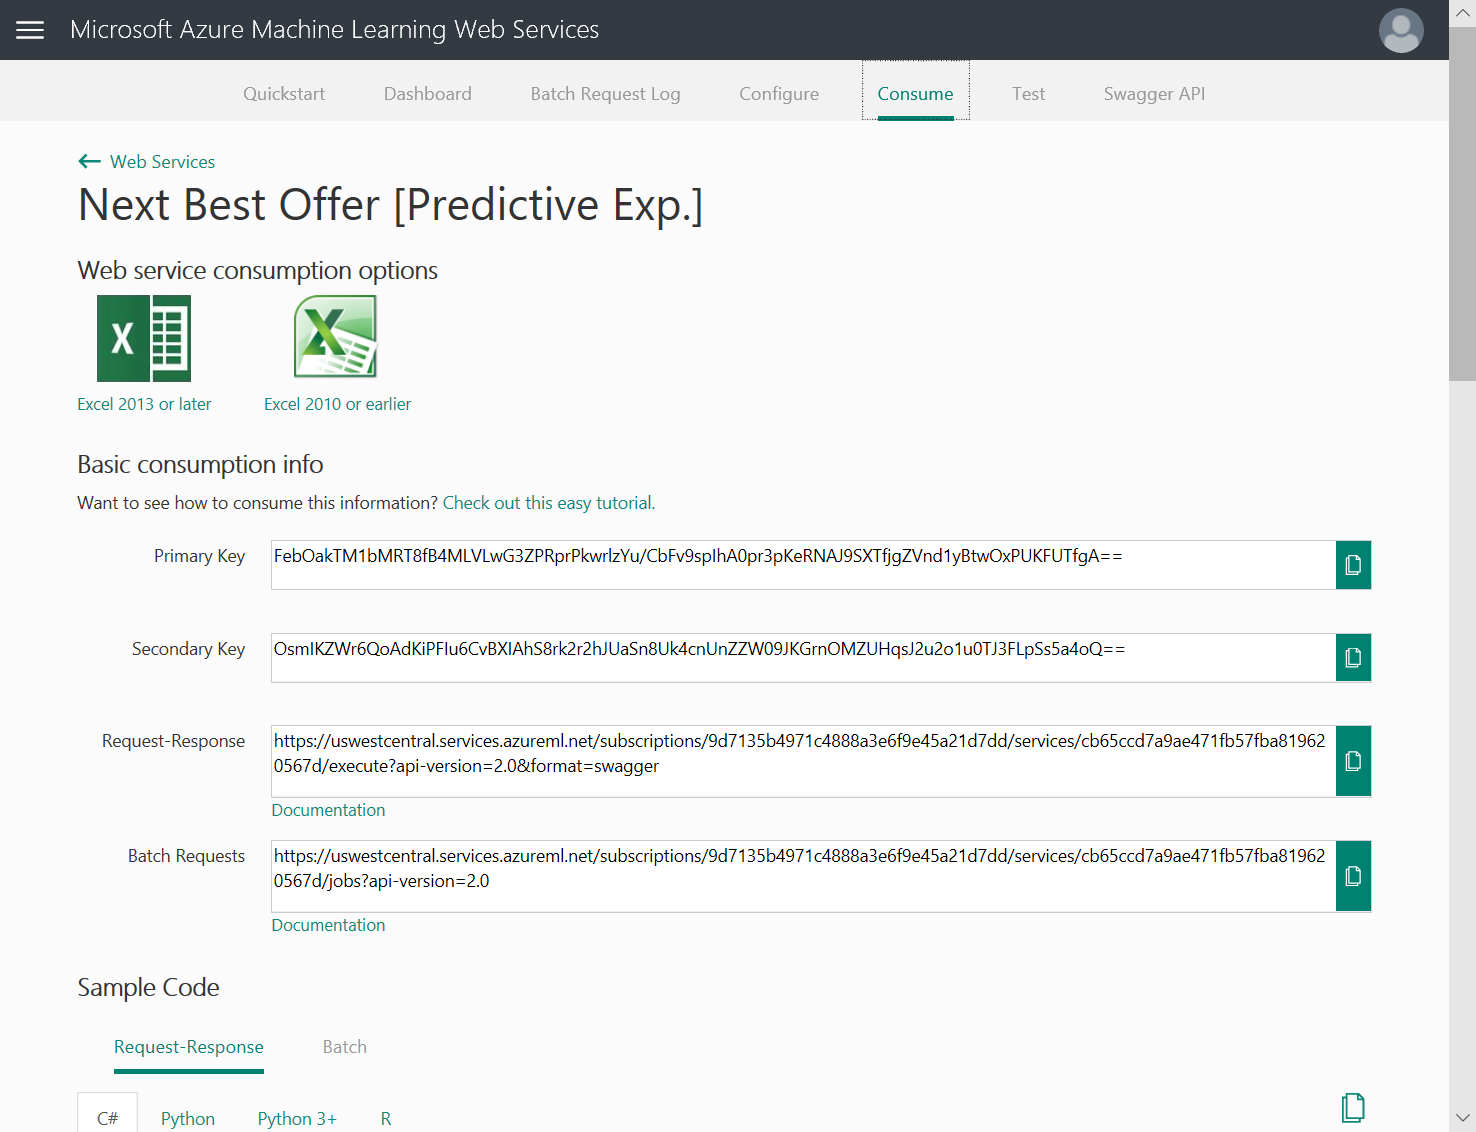 Microsoft Azure Machine Learning Web Services
Quickstart Dashboard Batch Request Log Configure Consume Test Swagger API
Web Services
Next Best Offer [Predictive Exp.]
Web service consumption options
Excel 2013 or later Excel 2010 or earlier
Basic consumption info
Want to see how to consume this information? Check out this easy tutorial.
Primary Key FebOakTM1bMRT8fB4MLVLwG3ZPRprPkwrlzYu/CbFv9spIhA0pr3pKeRNAJ9SXTfjgZVnd1yBtwOxPUKFUTfgA==
Secondary Key OsmIKZWr6QoAdKiPFIu6CvBXIAhS8rk2r2hJUaSn8Uk4cnUnZZW09JKGrnOMZUHqsJ2u2o1u0TJ3FLpSs5a4oQ==
Request-Response https://uswestcentral.services.azureml.net/subscriptions/9d7135b4971c4888a3e6f9e45a21d7dd/services/cb65ccd7a9ae471fb57fba81962
0567d/execute?api-version=2.0&format=swagger
Documentation
Batch Requests https://uswestcentral.services.azureml.net/subscriptions/9d7135b4971c4888a3e6f9e45a21d7dd/services/cb65ccd7a9ae471fb57fba81962
0567d/jobs?api-version=2.0
Documentation
Sample Code
Request-Response Batch
C# Python Python 3+ R